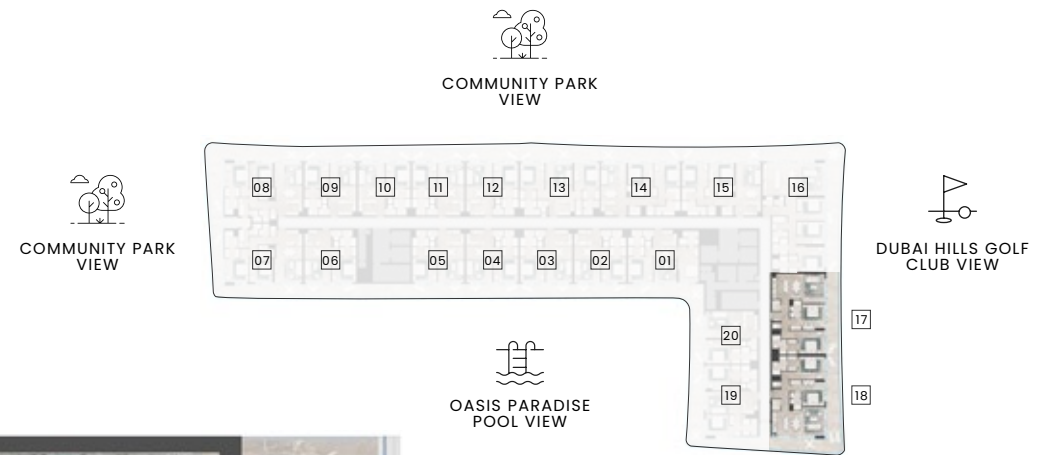 COMMUNITY PARK
VIEW
COMMUNITY PARK
VIEW
08 09 10 11 12 13 14 15 16
DUBAI HILLS GOLF
CLUB VIEW
07 06 05 04 03 02 01
17
20
19 18
OASIS PARADISE
POOL VIEW